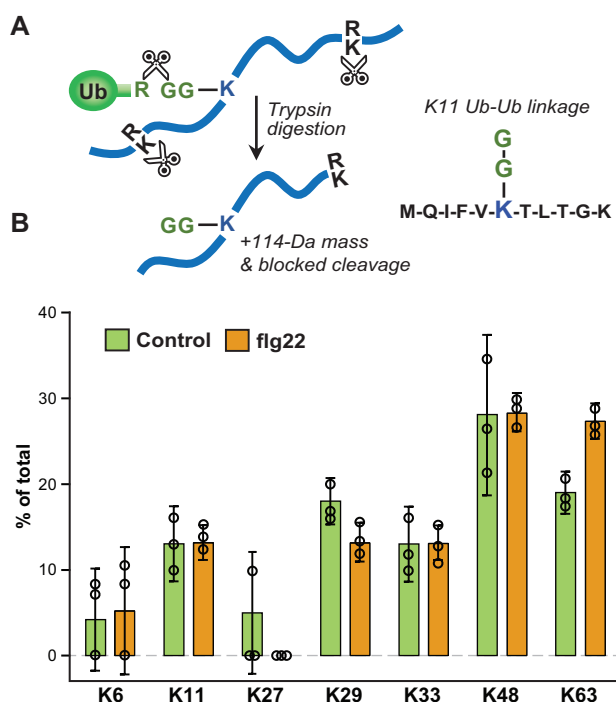 A
R
K
Ub
R
GG
K
R
K
Trypsin
digestion
K11 Ub-Ub linkage
G
G
M-Q-I-F-V-K-T-L-T-G-K
R
K
GG
K
+114-Da mass
& blocked cleavage
B
40
30
20
10
0
% of total
Control
flg22
K6
K11
K27
K29
K33
K48
K63